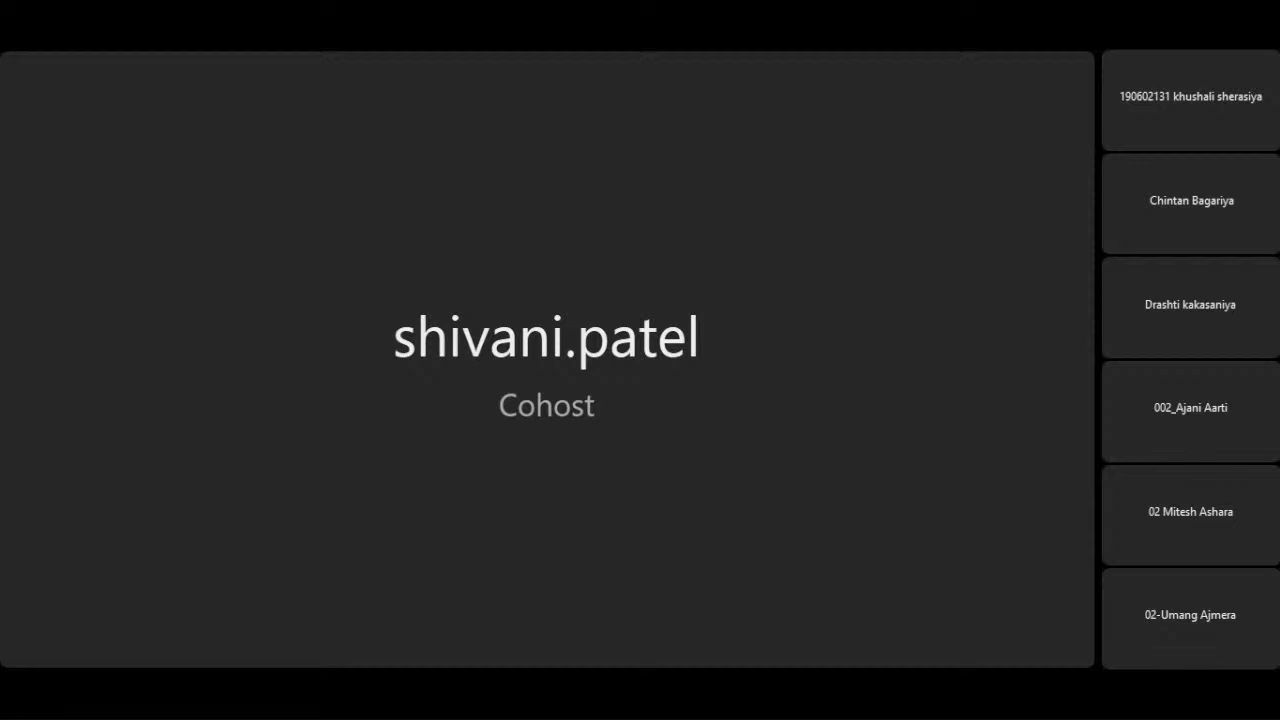 shivani.patel
Cohost
190602131 khushali sherasiya
Chintan Bagariya
Drashti kakasaniya
002_Ajani Aarti
02 Mitesh Ashara
02-Umang Ajmera